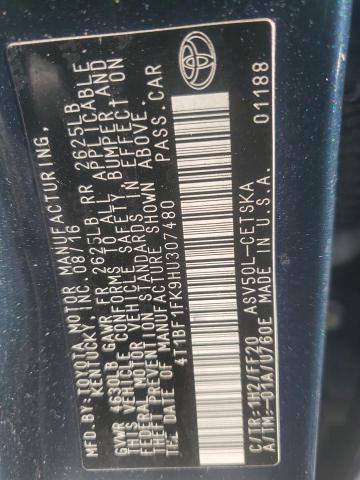 MFD.BY:TOYOTA MOTOR MANUFACTURING,
KENTUCKY, INC. 08/16
GVWR 4630LB GAWR FR 2625LB RR 2625LB
THIS VEHICLE CONFORMS TO ALL APPLICABLE
FEDERAL MOTOR VEHICLE SAFETY, BUMPER, AND
THEFT PREVENTION STANDARDS IN EFFECT ON
THE DATE OF MANUFACTURE SHOWN ABOVE.
4T1BF1FK9HU307480 PASS.CAR
C/TR:1H2/FF20 ASV50L-CETSKA
A/TM:-01A/U760E MADE IN U.S.A.
01188